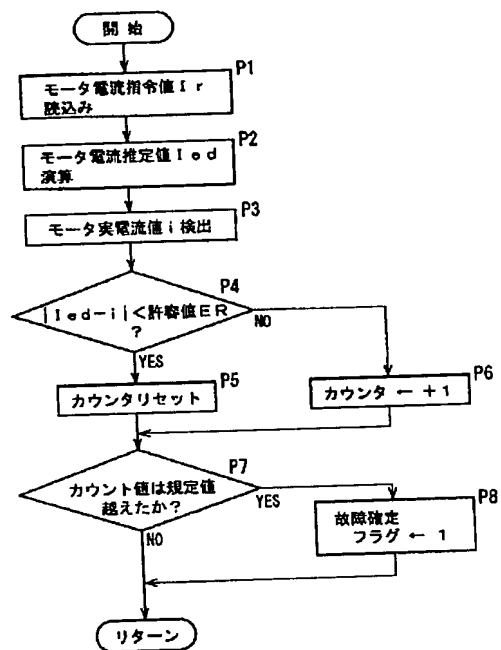 開 始
P1
モータ電流指令値Ｉｒ
読込み
P2
モータ電流推定値Ｉｅｄ
演算
P3
モータ実電流値ｉ検出
P4
｜Ｉｅｄ－ｉ｜＜許容値ＥＲ
？
NO
YES
P5
カウンタリセット
P6
カウンタ ← ＋１
P7
カウント値は規定値
越えたか？
YES
NO
P8
故障確定
フラグ ← １
リターン